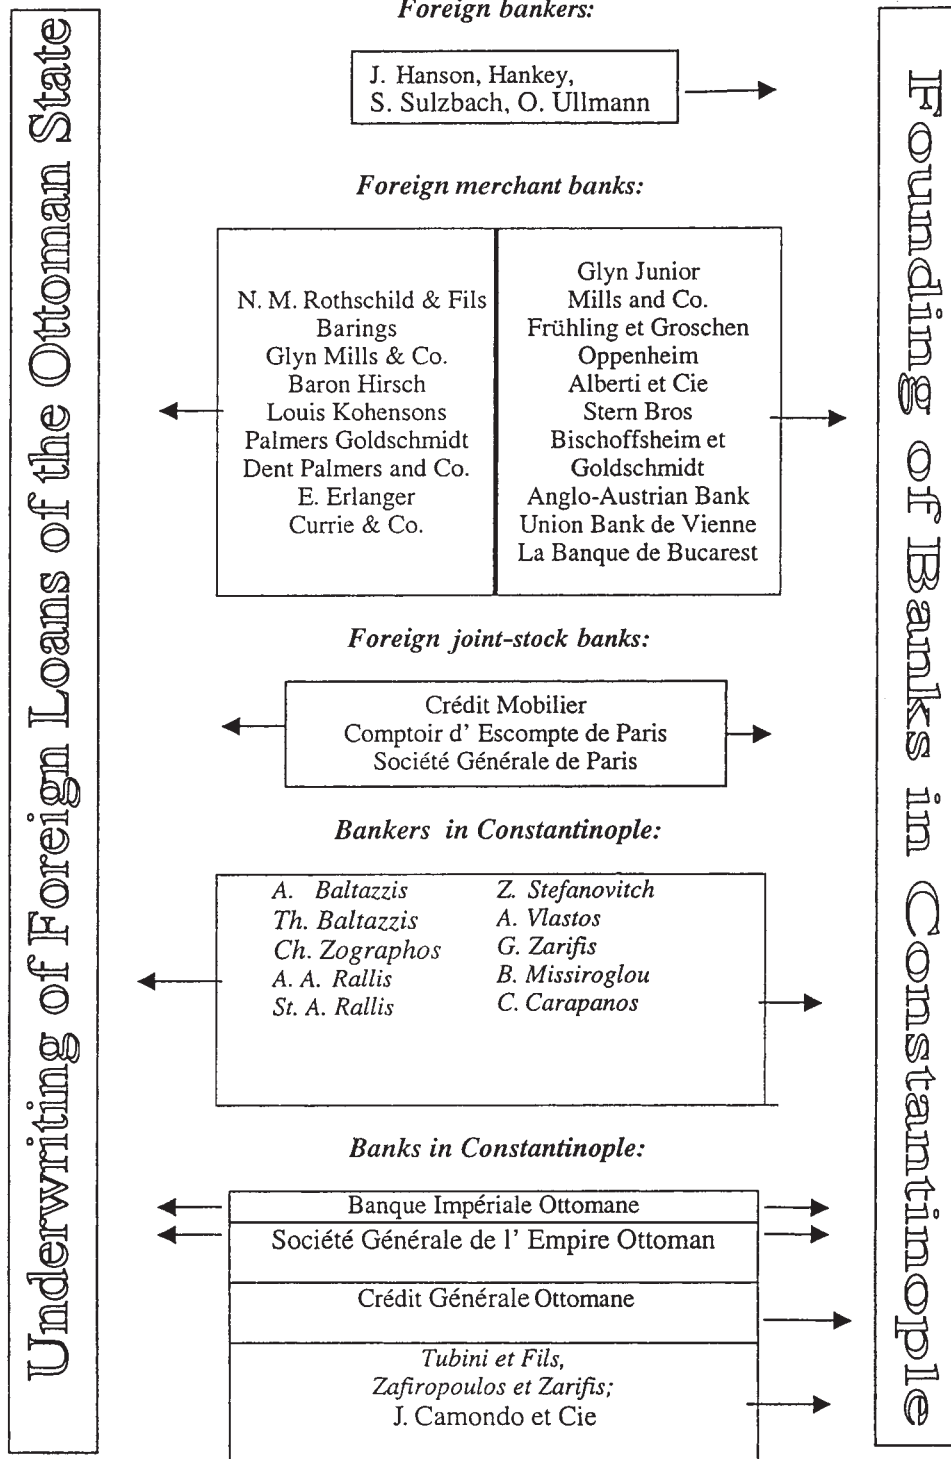 Underwriting of Foreign Loans of the Ottoman State
Foreign bankers:
J. Hanson, Hankey,
S. Sulzbach, O. Ullmann
Foreign merchant banks:
N. M. Rothschild & Fils
Barings
Glyn Mills & Co.
Baron Hirsch
Louis Kohensons
Palmers Goldschmidt
Dent Palmers and Co.
E. Erlanger
Currie & Co.
Glyn Junior
Mills and Co.
Frühling et Groschen
Oppenheim
Alberti et Cie
Stern Bros
Bischoffsheim et
Goldschmidt
Anglo-Austrian Bank
Union Bank de Vienne
La Banque de Bucarest
Foreign joint-stock banks:
Crédit Mobilier
Comptoir d' Escompte de Paris
Société Générale de Paris
Bankers in Constantinople:
A. Baltazzis
Th. Baltazzis
Ch. Zographos
A. A. Rallis
St. A. Rallis
Z. Stefanovitch
A. Vlastos
G. Zarifis
B. Missiroglou
C. Carapanos
Banks in Constantinople:
Banque Impériale Ottomane
Société Générale de l' Empire Ottoman
Crédit Générale Ottomane
Tubini et Fils,
Zafiropoulos et Zarifis;
J. Camondo et Cie
Founding of Banks in Constantinople